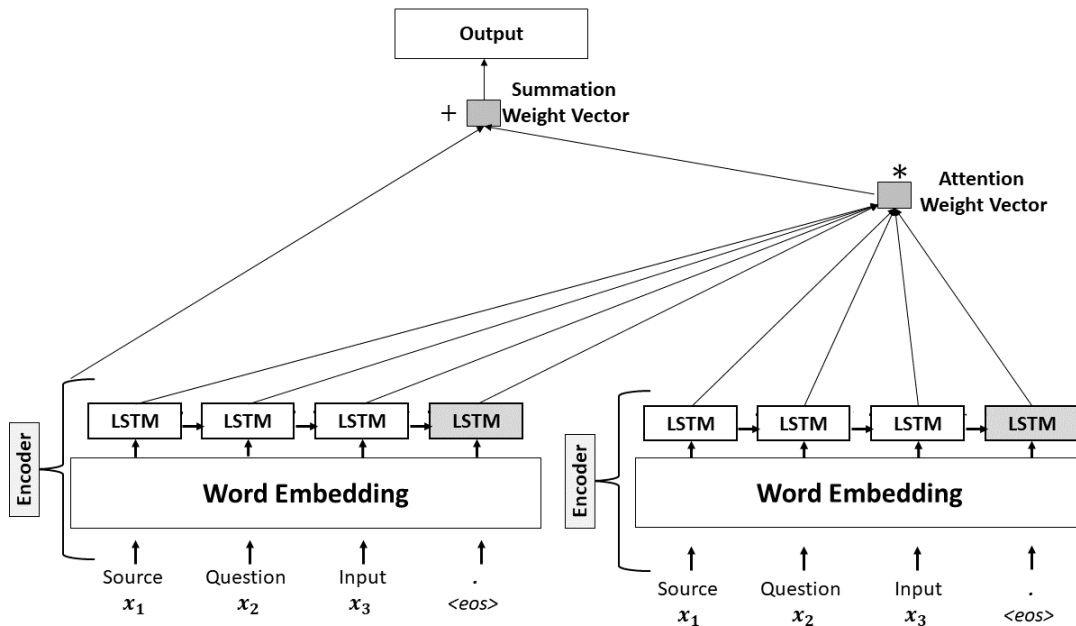 Output
+
Summation
Weight Vector
*
Attention
Weight Vector
Encoder
LSTM LSTM LSTM LSTM
Word Embedding
Source Question Input .
x₁ x₂ x₃ <eos>
Encoder
LSTM LSTM LSTM LSTM
Word Embedding
Source Question Input .
x₁ x₂ x₃ <eos>